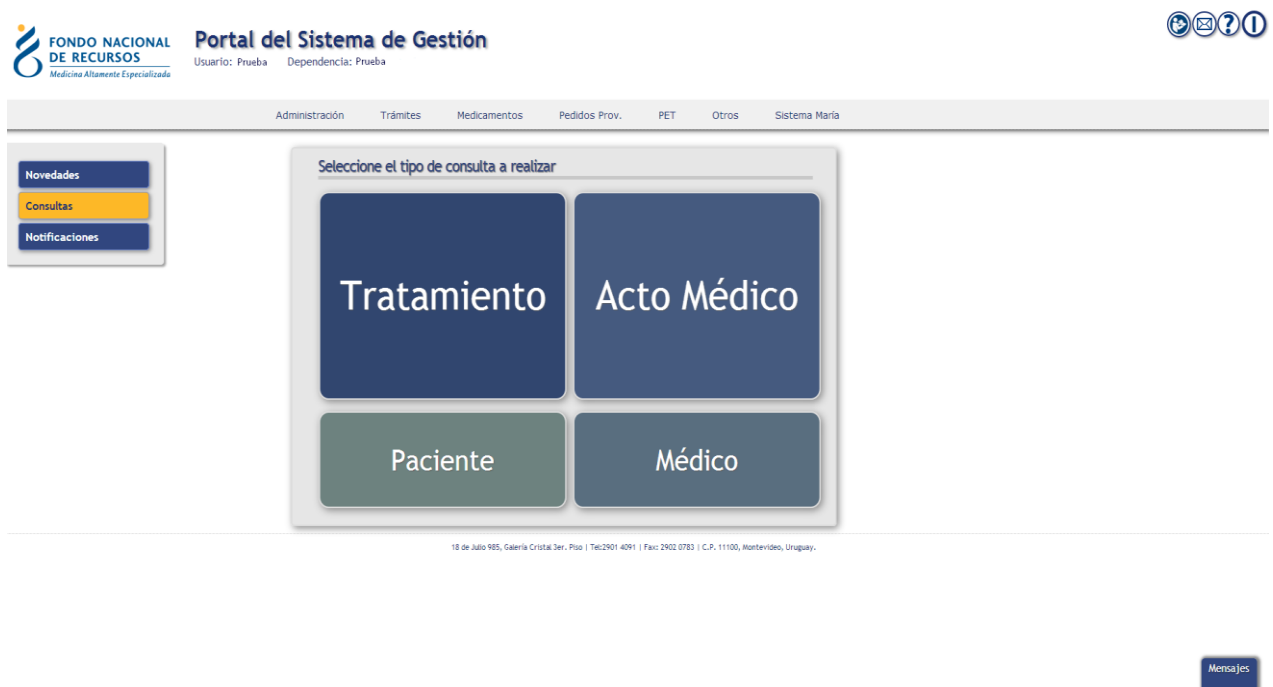 FONDO NACIONAL
DE RECURSOS
Medicina Altamente Especializada
Portal del Sistema de Gestión
Usuario: Prueba Dependencia: Prueba
?
Administración Trámites Medicamentos Pedidos Prov. PET Otros Sistema María
Novedades
Consultas
Notificaciones
Seleccione el tipo de consulta a realizar
Tratamiento
Acto Médico
Paciente
Médico
18 de Julio 985, Galería Cristal 3er. Piso | Tel:2901 4091 | Fax: 2902 0783 | C.P. 11100, Montevideo, Uruguay.
Mensajes